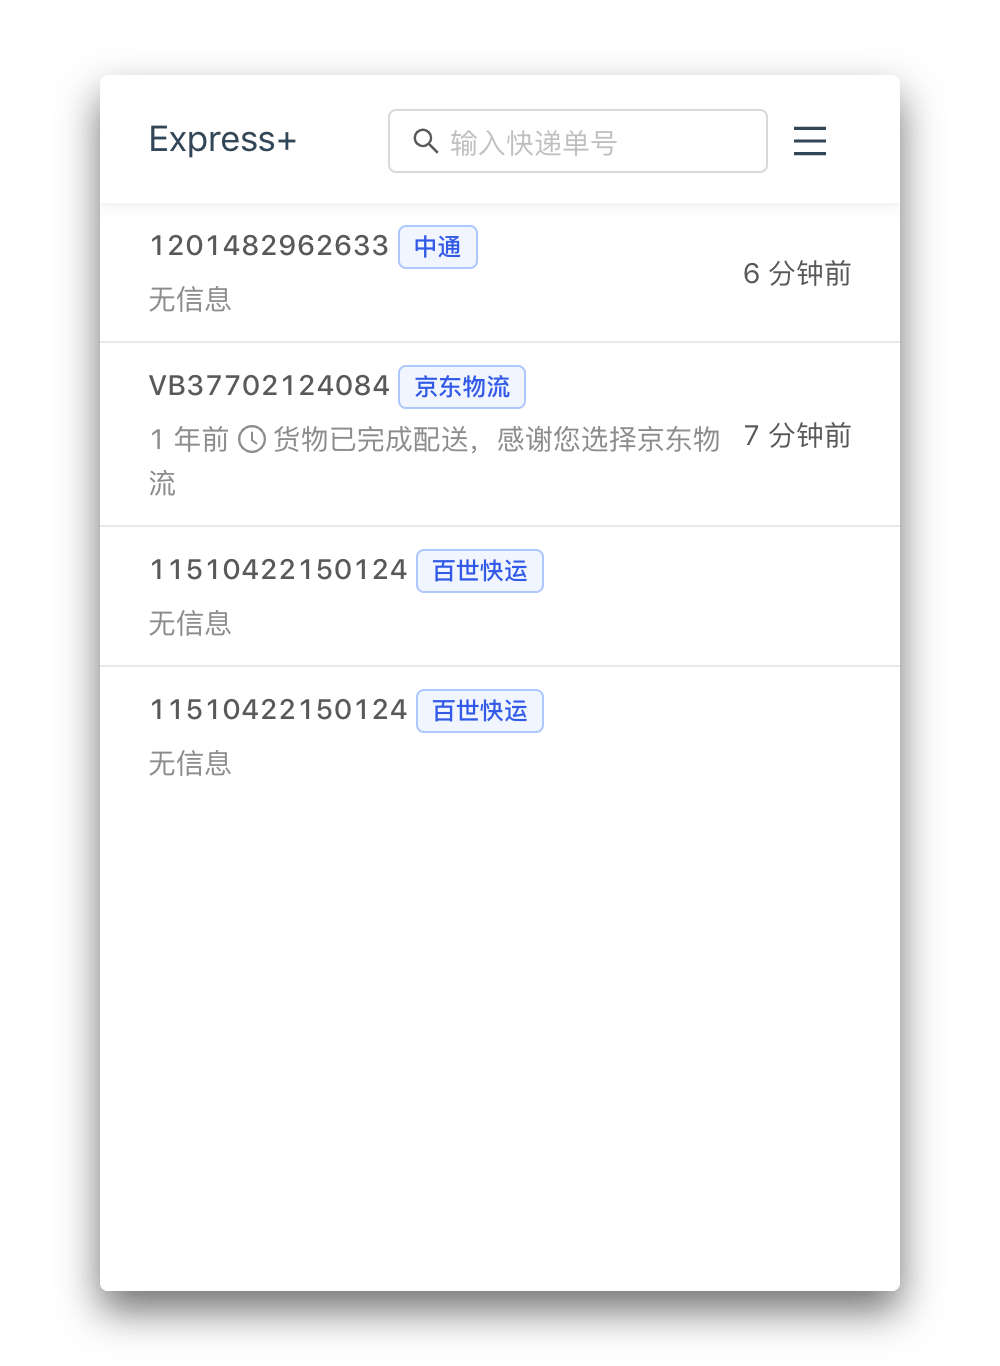 Express+
输入快递单号
1201482962633 中通
无信息
6 分钟前
VB37702124084 京东物流
1 年前 货物已完成配送，感谢您选择京东物
流
7 分钟前
11510422150124 百世快运
无信息
11510422150124 百世快运
无信息